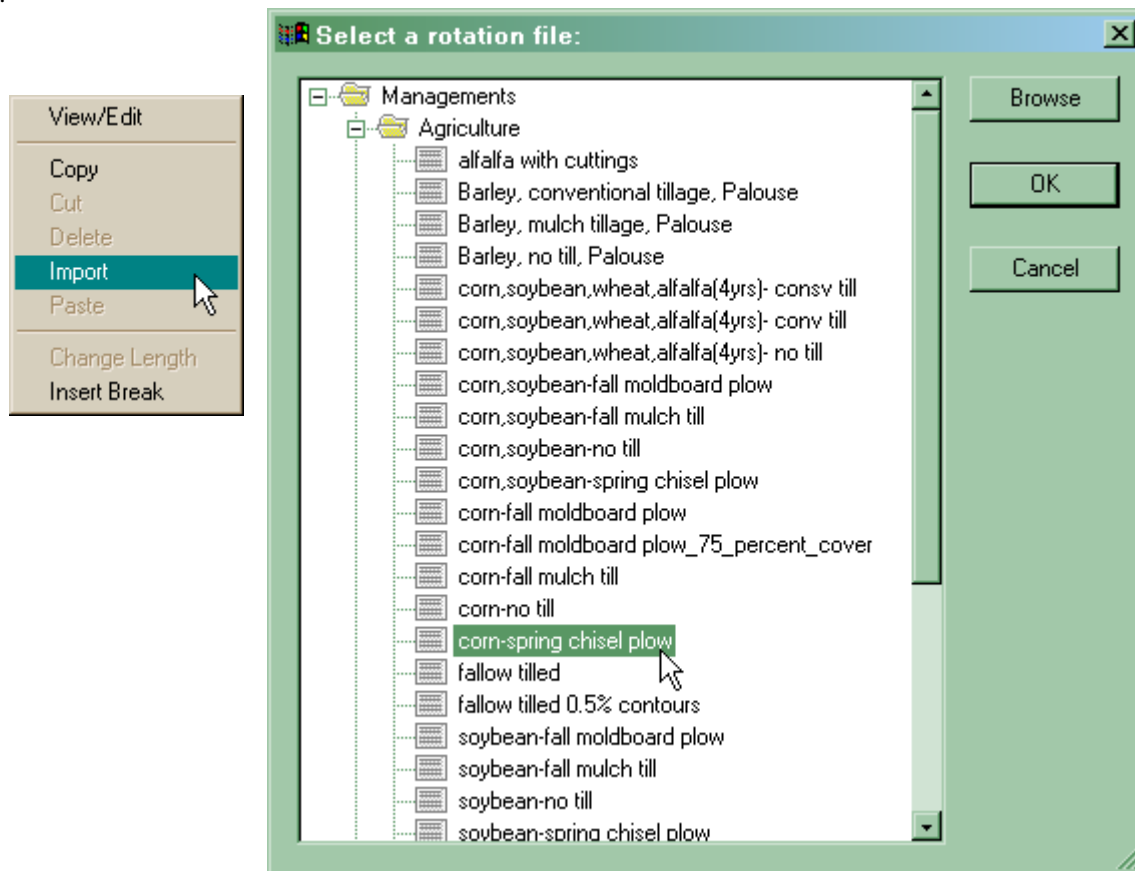 View/Edit
Copy
Cut
Delete
Import
Paste
Change Length
Insert Break
Select a rotation file:
Managements
Agriculture
alfalfa with cuttings
Barley, conventional tillage, Palouse
Barley, mulch tillage, Palouse
Barley, no till, Palouse
corn,soybean,wheat,alfalfa(4yrs)- consv till
corn,soybean,wheat,alfalfa(4yrs)- conv till
corn,soybean,wheat,alfalfa(4yrs)- no till
corn,soybean-fall moldboard plow
corn,soybean-fall mulch till
corn,soybean-no till
corn,soybean-spring chisel plow
corn-fall moldboard plow
corn-fall moldboard plow_75_percent_cover
corn-fall mulch till
corn-no till
corn-spring chisel plow
fallow tilled
fallow tilled 0.5% contours
soybean-fall moldboard plow
soybean-fall mulch till
soybean-no till
soybean-spring chisel plow
Browse
OK
Cancel